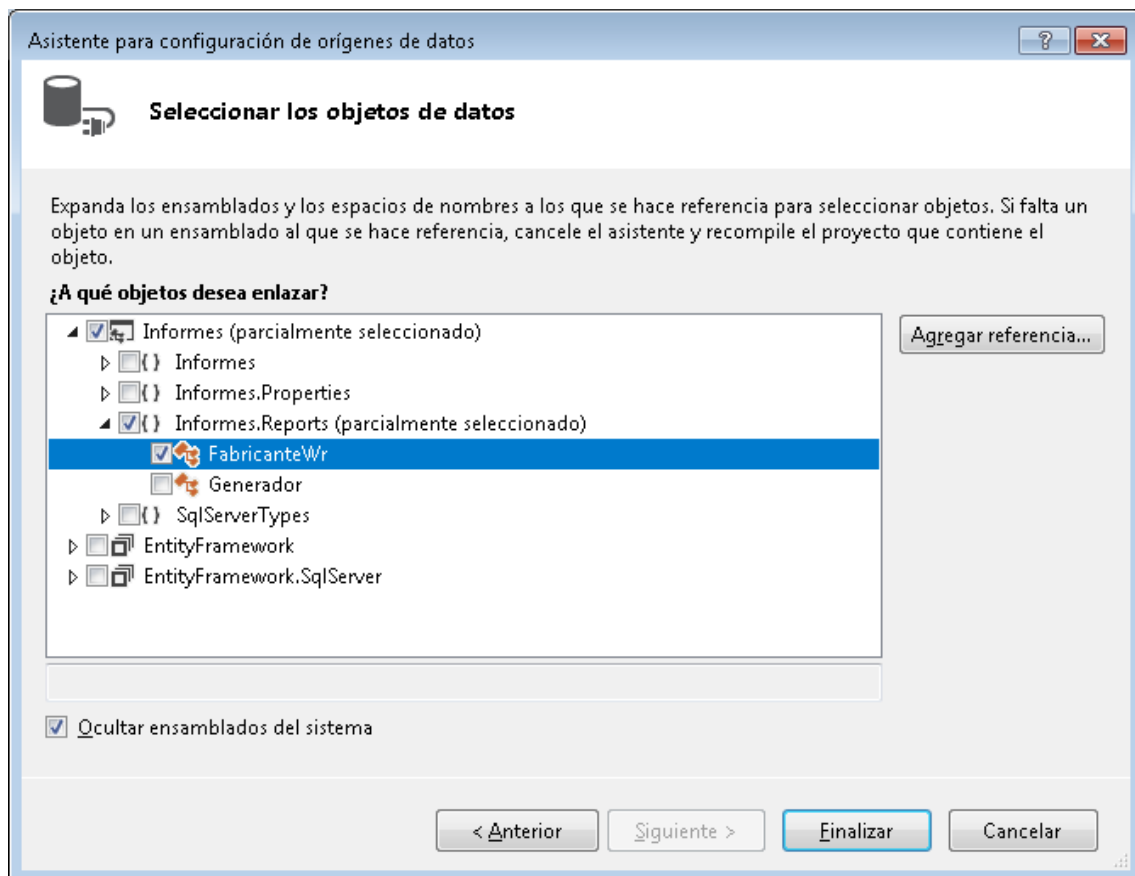 Asistente para configuración de orígenes de datos
Seleccionar los objetos de datos
Expanda los ensamblados y los espacios de nombres a los que se hace referencia para seleccionar objetos. Si falta un
objeto en un ensamblado al que se hace referencia, cancele el asistente y recompile el proyecto que contiene el
objeto.
¿A qué objetos desea enlazar?
Informes (parcialmente seleccionado)
Agregar referencia...
{ } Informes
{ } Informes.Properties
{ } Informes.Reports (parcialmente seleccionado)
FabricanteWr
Generador
{ } SqlServerTypes
EntityFramework
EntityFramework.SqlServer
Ocultar ensamblados del sistema
< Anterior
Siguiente >
Finalizar
Cancelar